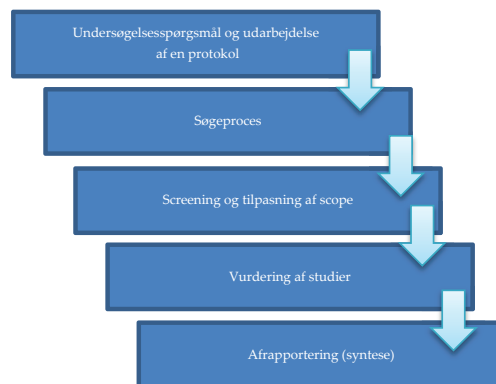 Undersøgelsesspørgsmål og udarbejdelse
af en protokol
Søgeproces
Screening og tilpasning af scope
Vurdering af studier
Afrapportering (syntese)